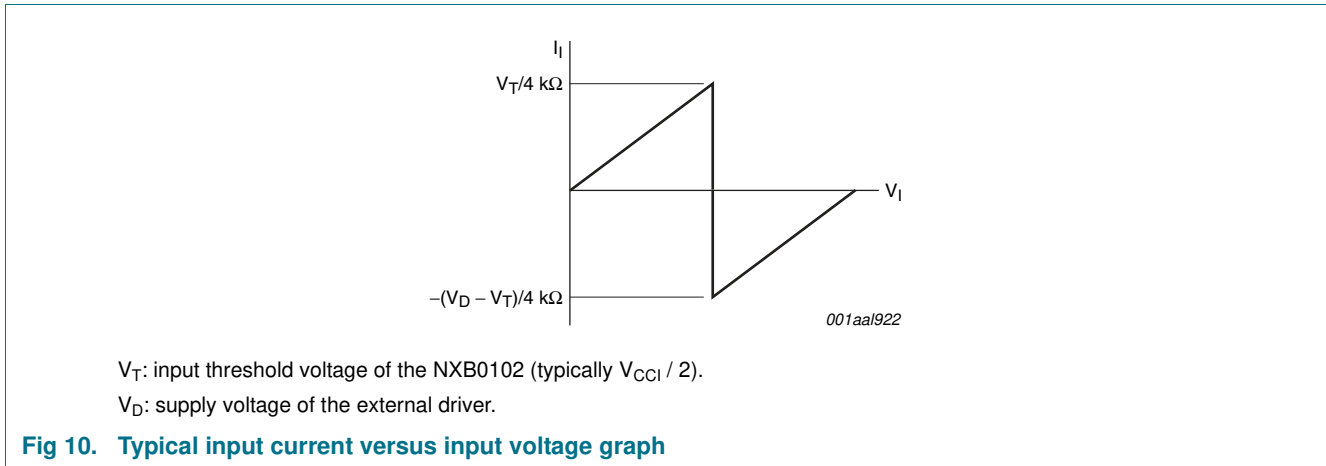 I_I
V_T/4 kΩ
V_I
−(V_D − V_T)/4 kΩ
001aal922
V_T: input threshold voltage of the NXB0102 (typically V_CCI / 2).
V_D: supply voltage of the external driver.
Fig 10. Typical input current versus input voltage graph